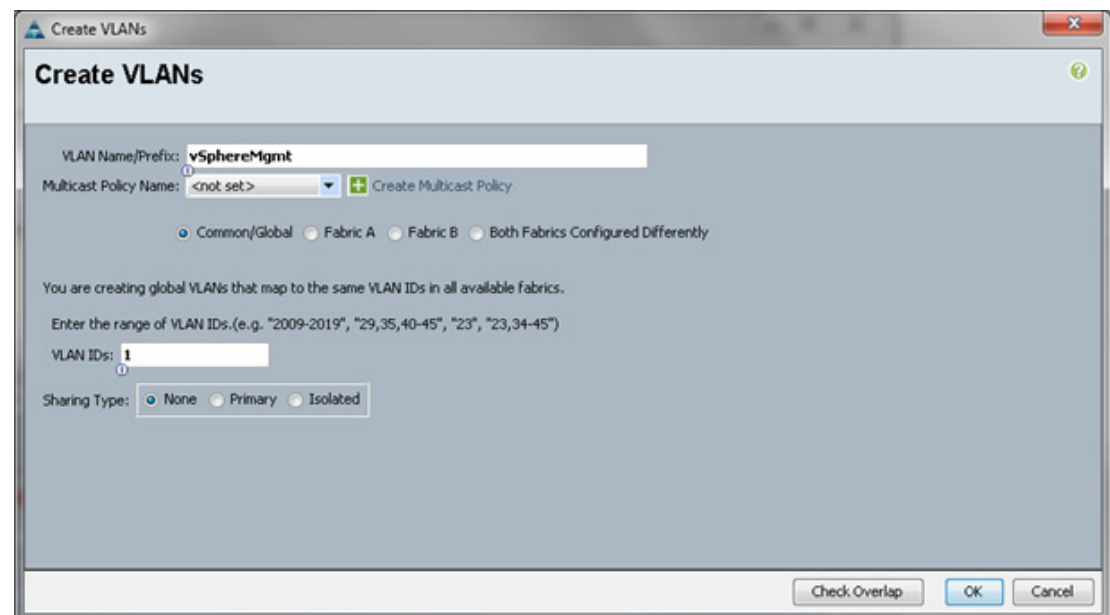 Create VLANs
Create VLANs
VLAN Name/Prefix: vSphereMgmt
Multicast Policy Name: <not set> Create Multicast Policy
Common/Global Fabric A Fabric B Both Fabrics Configured Differently
You are creating global VLANs that map to the same VLAN IDs in all available fabrics.
Enter the range of VLAN IDs.(e.g. "2009-2019", "29,35,40-45", "23", "23,34-45")
VLAN IDs: 1
Sharing Type: None Primary Isolated
Check Overlap OK Cancel